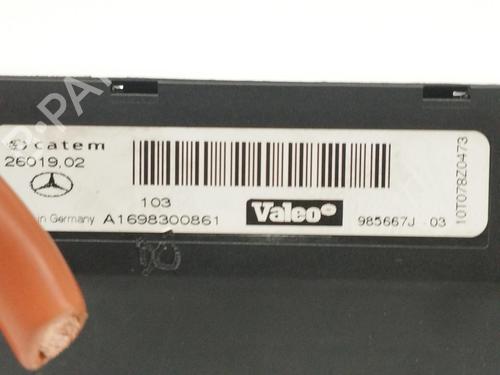 catem
26019,02
103
in Germany A1698300861
Valeo
985667J 03
10T078Z0473